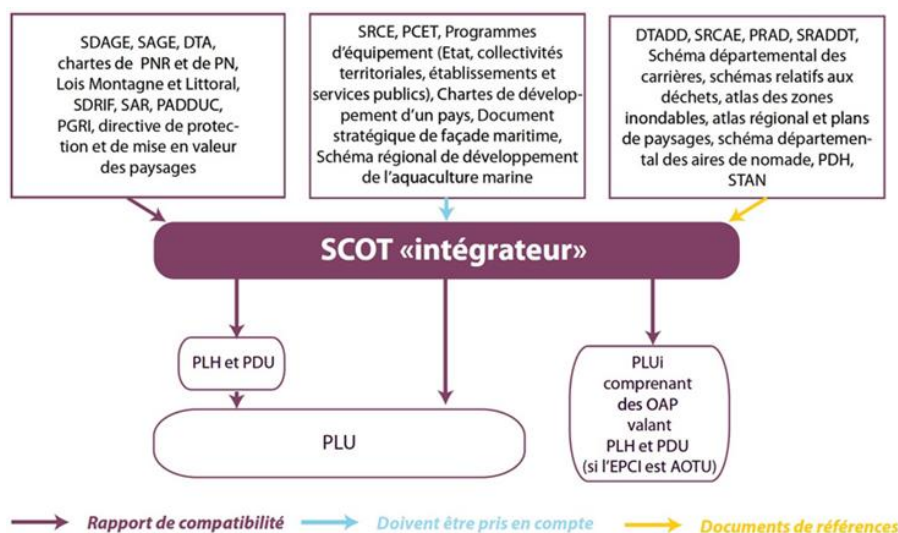 SDAGE, SAGE, DTA,
chartes de PNR et de PN,
Lois Montagne et Littoral,
SDRIF, SAR, PADDUC,
PGRI, directive de protec-
tion et de mise en valeur
des paysages
SRCE, PCET, Programmes
d'équipement (Etat, collectivités
territoriales, établissements et
services publics), Chartes de dévelop-
pement d'un pays, Document
stratégique de façade maritime,
Schéma régional de développement
de l'aquaculture marine
DTADD, SRCAE, PRAD, SRADDT,
Schéma départemental des
carrières, schémas relatifs aux
déchets, atlas des zones
inondables, atlas régional et plans
de paysages, schéma départemen-
tal des aires de nomade, PDH,
STAN
SCOT «intégrateur»
PLH et PDU
PLU
PLUi
comprenant
des OAP
valant
PLH et PDU
(si l'EPCI est AOTU)
Rapport de compatibilité
Doivent être pris en compte
Documents de références